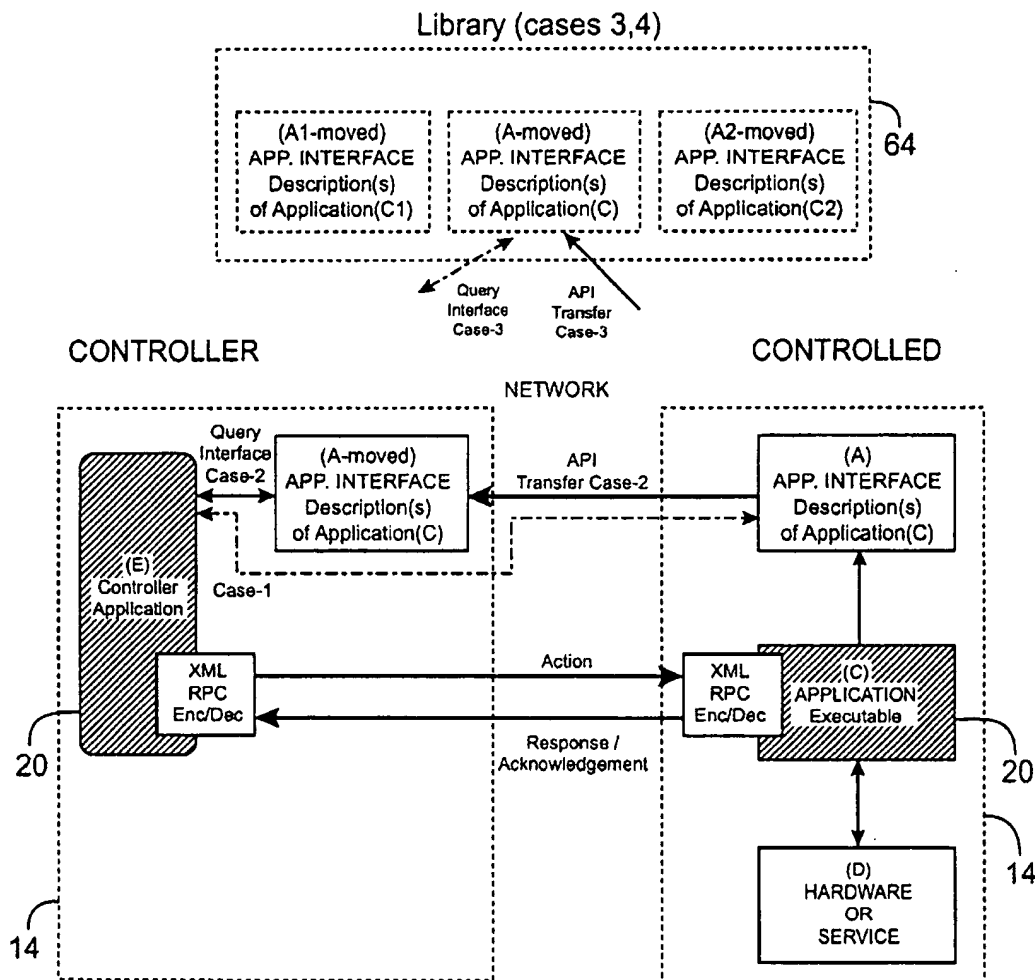 Library (cases 3,4)
(A1-moved)
APP. INTERFACE
Description(s)
of Application(C1)
(A-moved)
APP. INTERFACE
Description(s)
of Application(C)
(A2-moved)
APP. INTERFACE
Description(s)
of Application(C2)
64
Query
Interface
Case-3
API
Transfer
Case-3
CONTROLLER
CONTROLLED
NETWORK
Query
Interface
Case-2
(A-moved)
APP. INTERFACE
Description(s)
of Application(C)
API
Transfer Case-2
(A)
APP. INTERFACE
Description(s)
of Application(C)
(E)
Controller
Application
Case-1
XML
RPC
Enc/Dec
Action
Response /
Acknowledgement
XML
RPC
Enc/Dec
(C)
APPLICATION
Executable
20
20
(D)
HARDWARE
OR
SERVICE
14
14